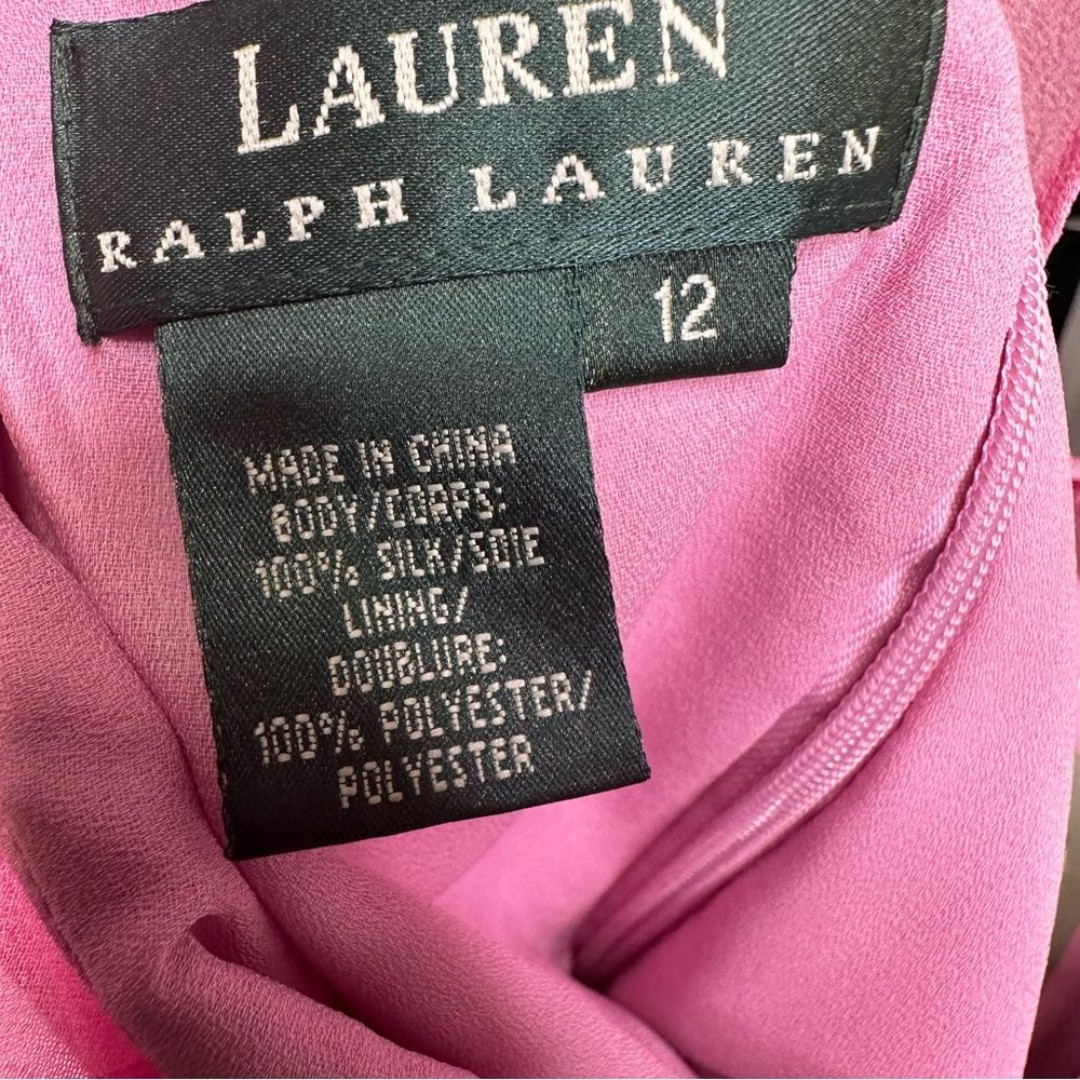 LAUREN
RALPH LAUREN
12
MADE IN CHINA
BODY/CORPS:
100% SILK/SOIE
LINING/
DOUBLURE:
100% POLYESTER/
POLYESTER